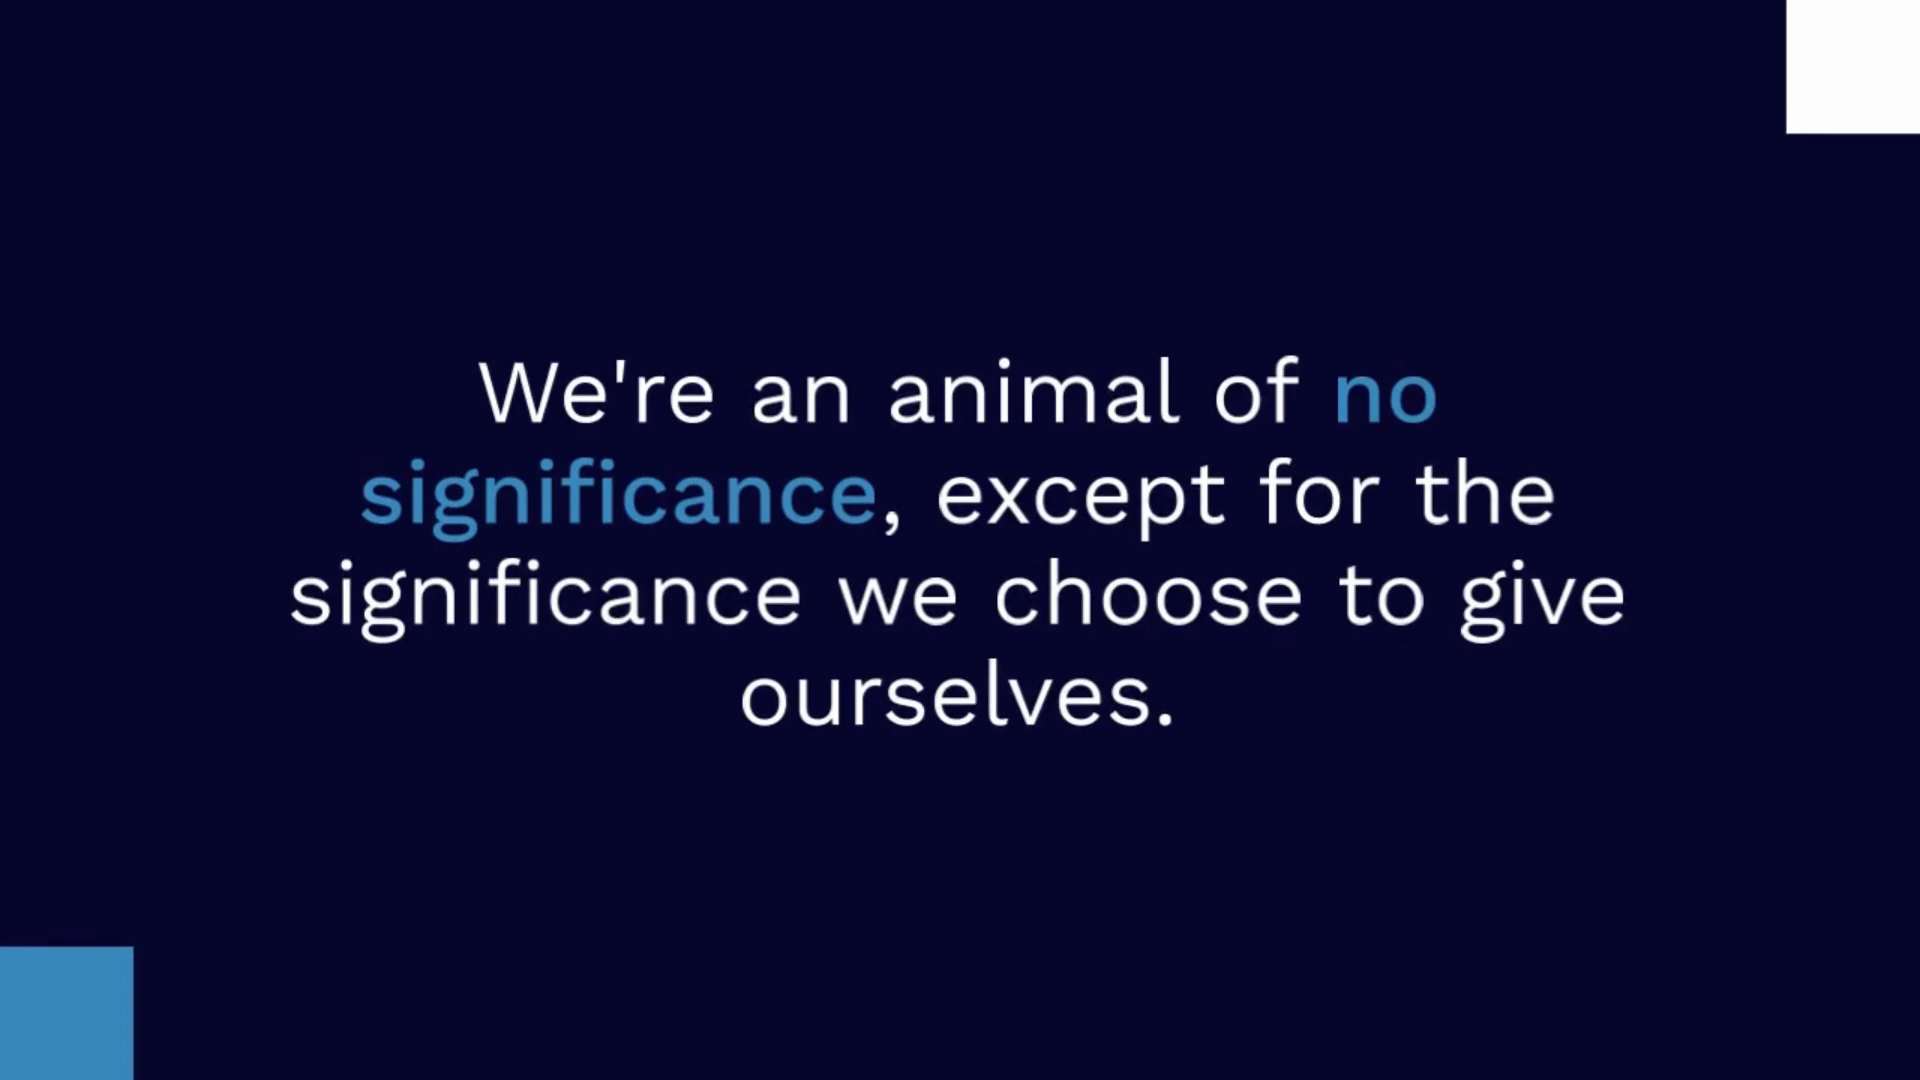 We're an animal of no
significance, except for the
significance we choose to give
ourselves.